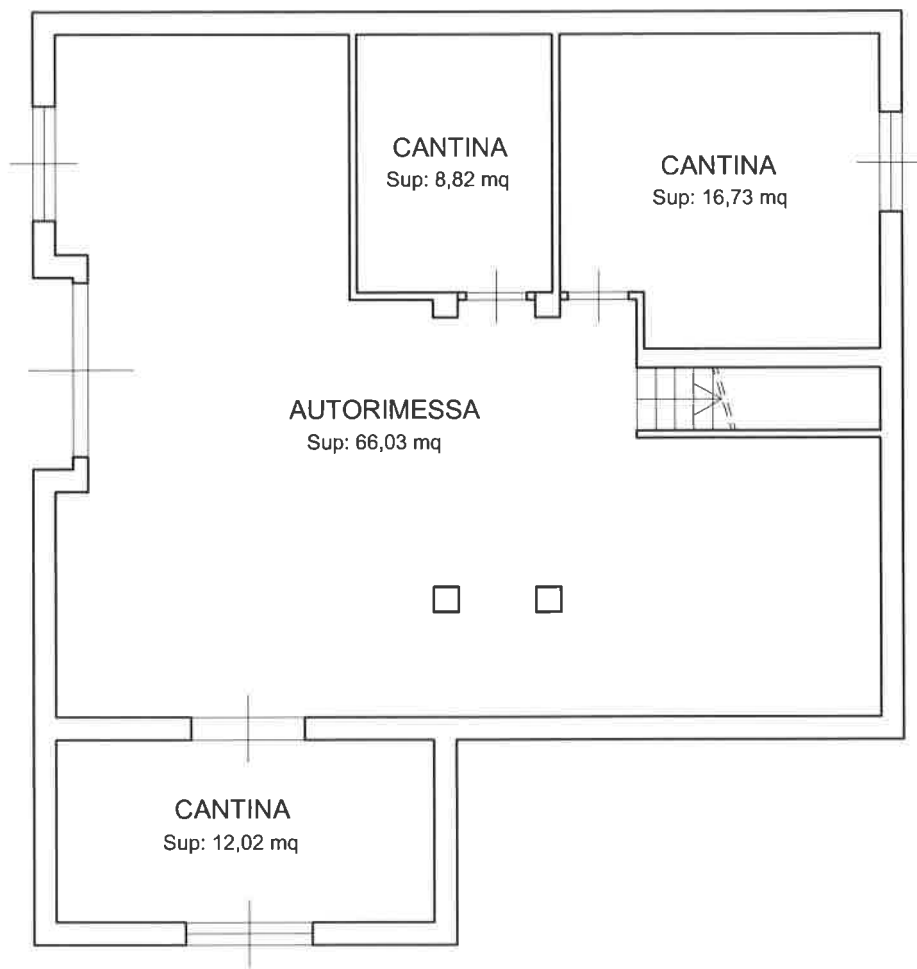 CANTINA
Sup: 8,82 mq
CANTINA
Sup: 16,73 mq
AUTORIMESSA
Sup: 66,03 mq
CANTINA
Sup: 12,02 mq